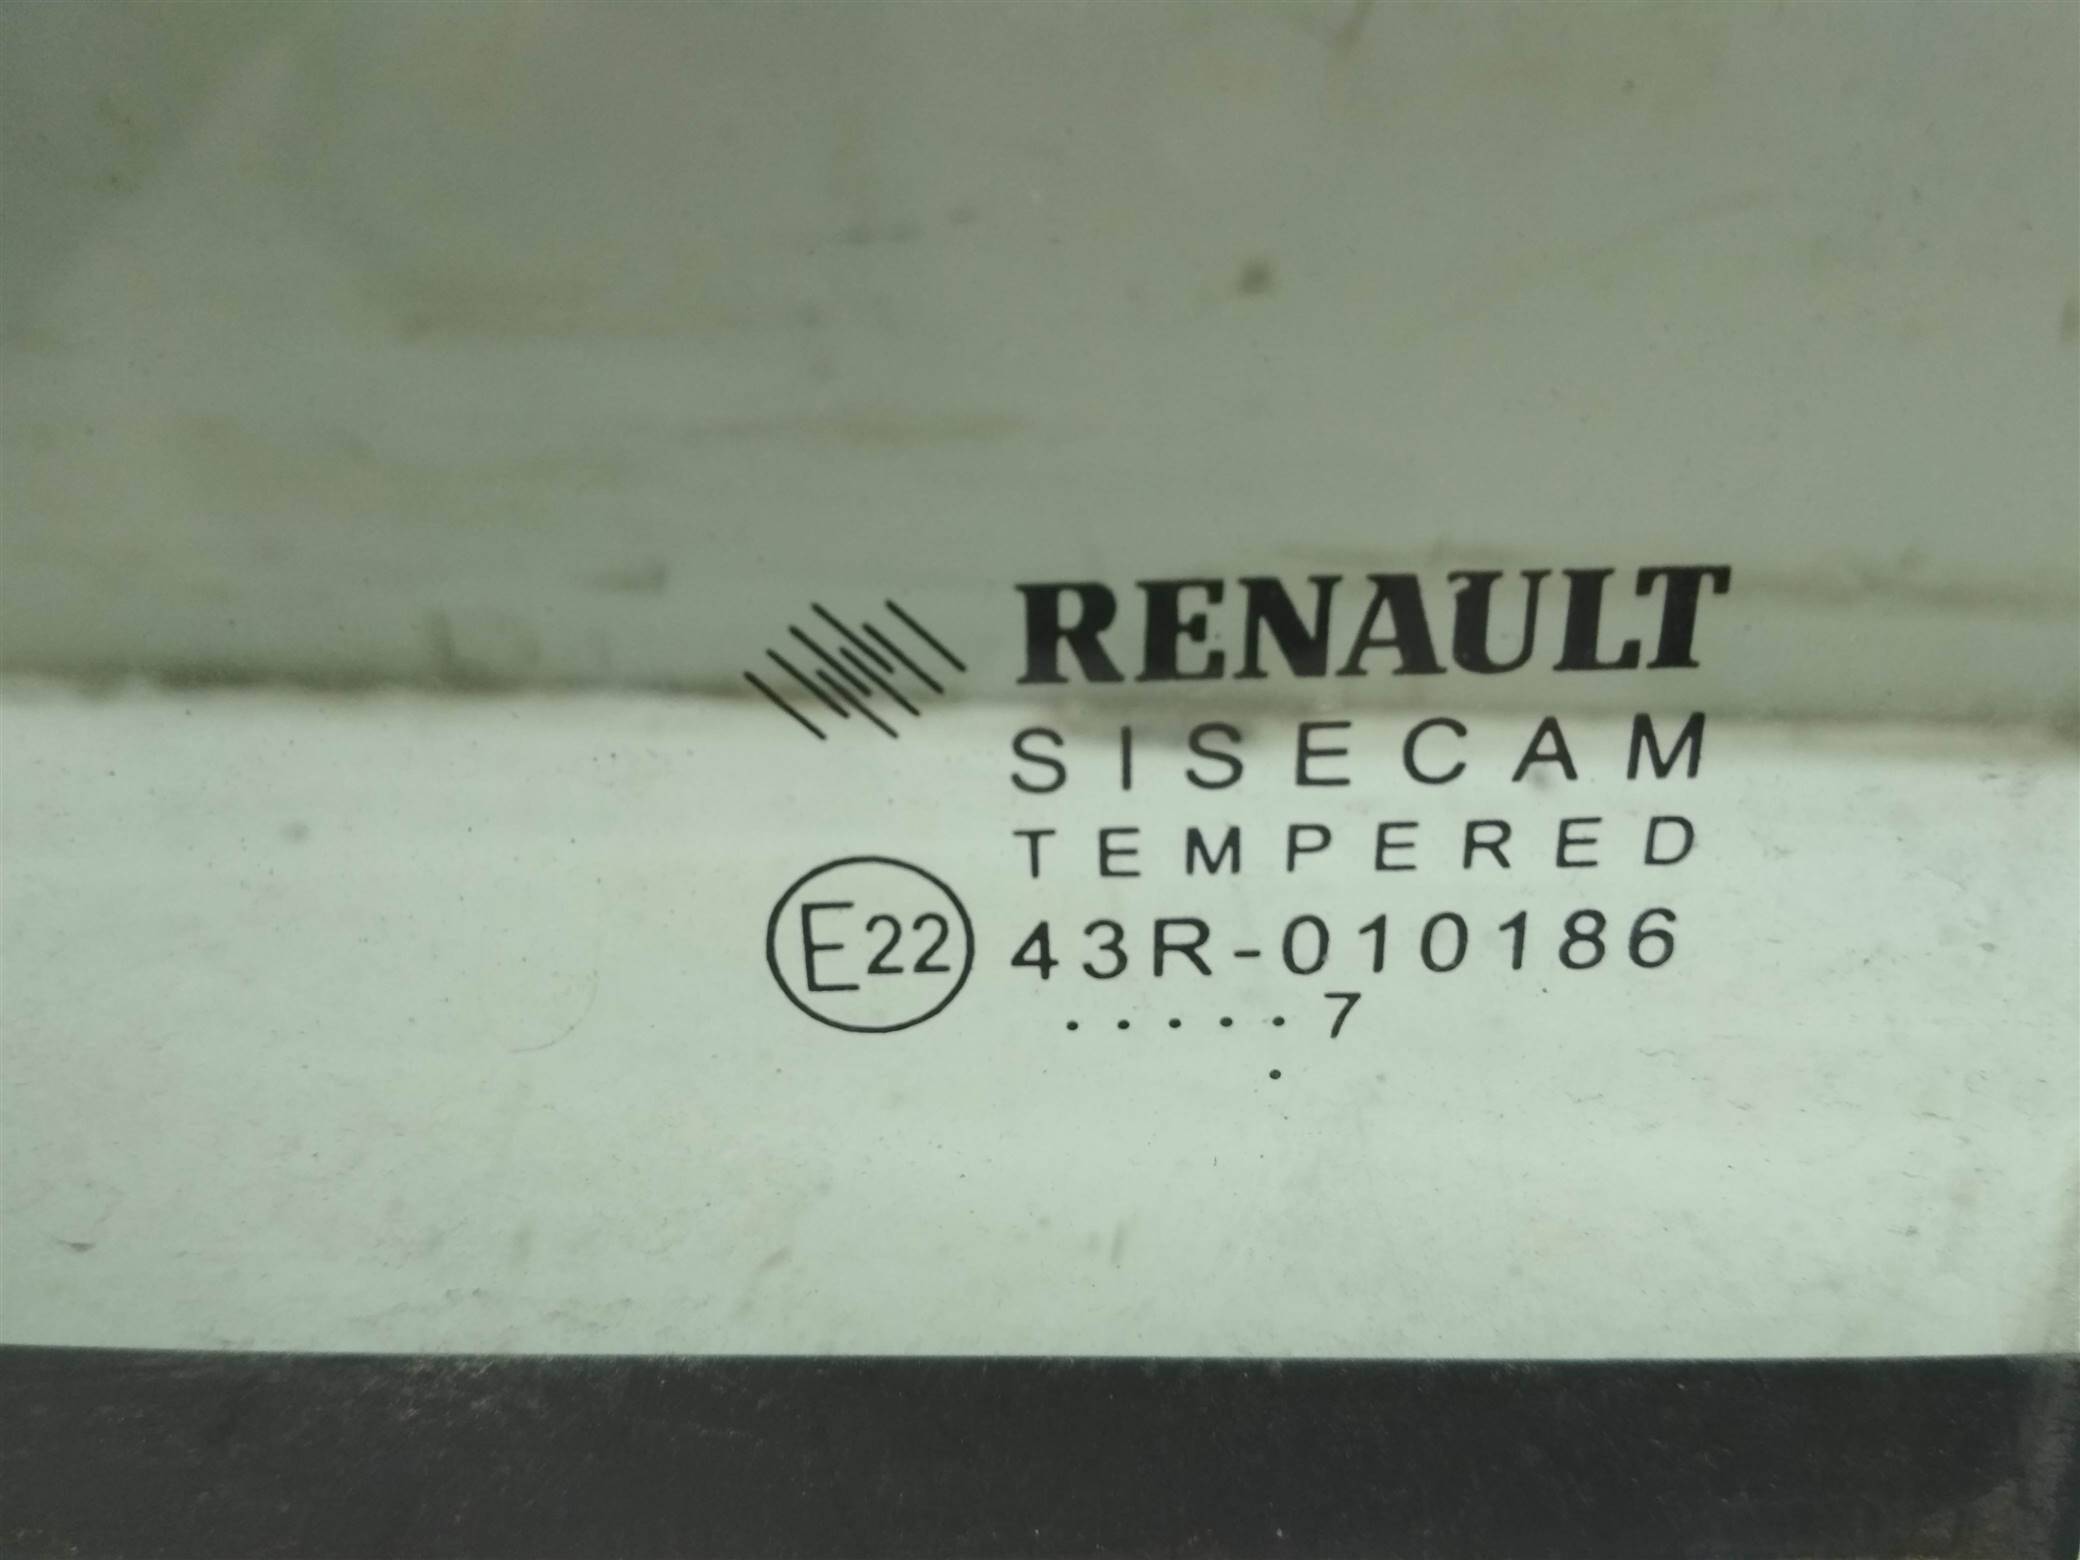 RENAULT
SISECAM
TEMPERED
E22 43R-010186
.....7
.